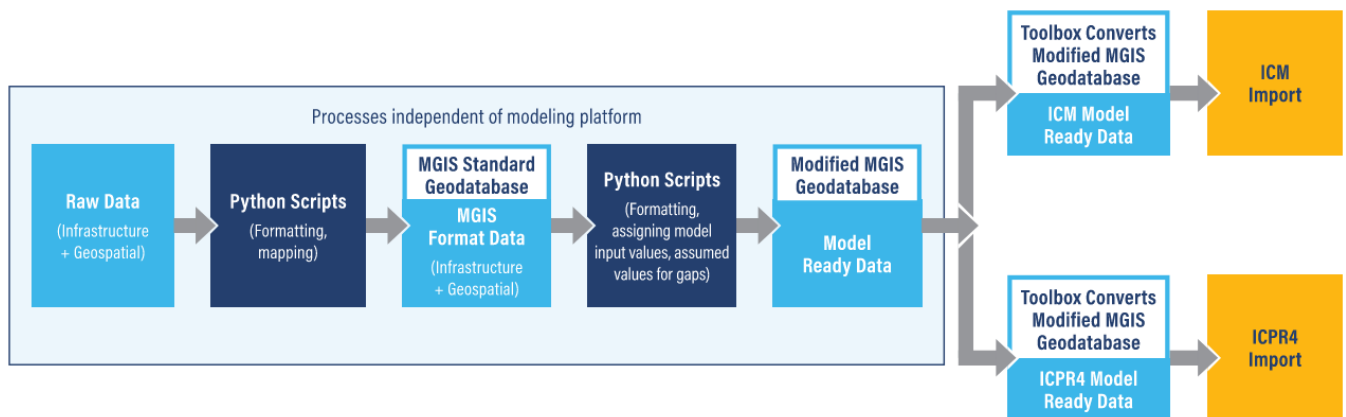 Processes independent of modeling platform
Raw Data
(Infrastructure
+ Geospatial)
Python Scripts
(Formatting,
mapping)
MGIS Standard
Geodatabase
MGIS
Format Data
(Infrastructure
+ Geospatial)
Python Scripts
(Formatting,
assigning model
input values, assumed
values for gaps)
Modified MGIS
Geodatabase
Model
Ready Data
Toolbox Converts
Modified MGIS
Geodatabase
ICM Model
Ready Data
ICM
Import
Toolbox Converts
Modified MGIS
Geodatabase
ICPR4 Model
Ready Data
ICPR4
Import